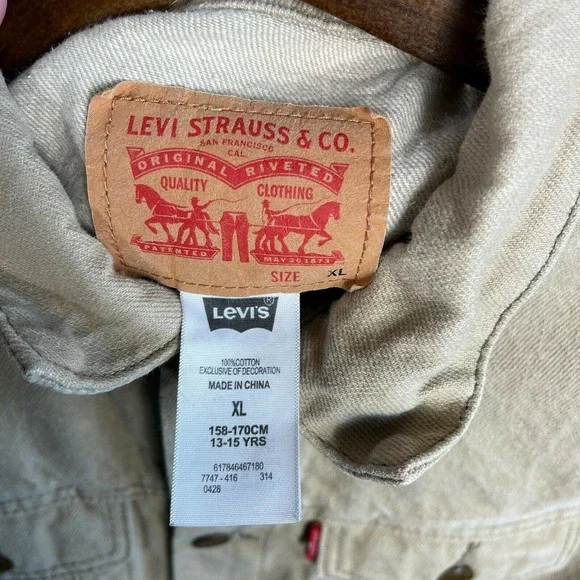 LEVI STRAUSS & CO.
SAN FRANCISCO
CAL.
ORIGINAL RIVETED
QUALITY CLOTHING
PATENTED MAY 20 1873
SIZE XL
LEVI'S®
100%COTTON
EXCLUSIVE OF DECORATION
MADE IN CHINA
XL
158-170CM
13-15 YRS
617846467180
7747 - 416 314
0428